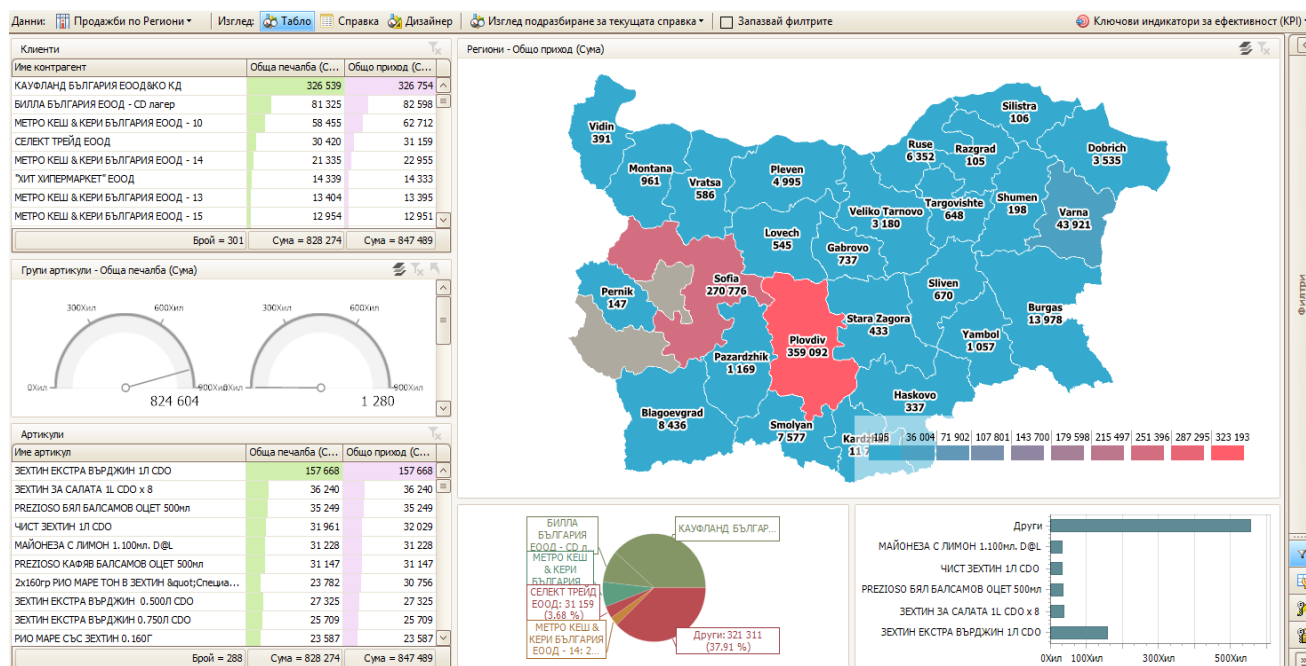 Данни: Продажби по Региони Изглед: Табло Справка Дизайнер Изглед подразбиране за текущата справка Запазвай филтрите Ключови индикатори за ефективност (KPI)
Клиенти
Име контрагент Обща печалба (С... Общо приход (С...
КАУФЛАНД БЪЛГАРИЯ ЕООД&КО КД 326 539 326 754
БИЛЛА БЪЛГАРИЯ ЕООД - CD лагер 81 325 82 598
МЕТРО КЕШ & КЕРИ БЪЛГАРИЯ ЕООД - 10 58 455 62 712
СЕЛЕКТ ТРЕЙД ЕООД 30 420 31 159
МЕТРО КЕШ & КЕРИ БЪЛГАРИЯ ЕООД - 14 21 335 22 955
"ХИТ ХИПЕРМАРКЕТ" ЕООД 14 339 14 333
МЕТРО КЕШ & КЕРИ БЪЛГАРИЯ ЕООД - 13 13 404 13 395
МЕТРО КЕШ & КЕРИ БЪЛГАРИЯ ЕООД - 15 12 954 12 951
Брой = 301 Сума = 828 274 Сума = 847 489
Групи артикули - Обща печалба (Сума)
300Хил 600Хил 300Хил 600Хил
0Хил 900Хил 900Хил
824 604 1 280
Артикули
Име артикул Обща печалба (С... Общо приход (С...
ЗЕХТИН ЕКСТРА ВЪРДЖИН 1Л CDO 157 668 157 668
ЗЕХТИН ЗА САЛАТА 1L CDO x 8 36 240 36 240
PREZIOSO БЯЛ БАЛСАМОВ ОЦЕТ 500мл 35 249 35 249
ЧИСТ ЗЕХТИН 1Л CDO 31 961 32 029
МАЙОНЕЗА С ЛИМОН 1.100мл. D@L 31 228 31 228
PREZIOSO КАФЯВ БАЛСАМОВ ОЦЕТ 500мл 31 147 31 147
2х160гр РИО МАРЕ ТОН В ЗЕХТИН &quot;Специа... 23 782 30 756
ЗЕХТИН ЕКСТРА ВЪРДЖИН 0.500Л CDO 27 325 27 325
ЗЕХТИН ЕКСТРА ВЪРДЖИН 0.750Л CDO 25 709 25 709
РИО МАРЕ СЪС ЗЕХТИН 0.160Г 23 587 23 587
Брой = 288 Сума = 828 274 Сума = 847 489
Региони - Общо приход (Сума)
Silistra
106
Vidin
391
Ruse
6 352
Razgrad
105
Dobrich
3 535
Montana
961
Vratsa
586
Pleven
4 995
Veliko Tarnovo
3 180
Targovishte
648
Shumen
198
Varna
43 921
Lovech
545
Gabrovo
737
Sofia
270 776
Pernik
147
Sliven
670
Burgas
13 978
Stara Zagora
433
Yambol
1 057
Plovdiv
359 092
Pazardzhik
1 169
Haskovo
337
Blagoevgrad
8 436
Smolyan
7 577
36 004 71 902 107 801 143 700 179 598 215 497 251 396 287 295 323 193
БИЛЛА
БЪЛГАРИЯ
ЕООД - CD л
МЕТРО КЕШ
& КЕРИ
БЪЛГАРИЯ
СЕЛЕКТ ТРЕЙД
ЕООД: 31 159
(3.68 %)
МЕТРО КЕШ &
КЕРИ БЪЛГАРИЯ
ЕООД - 14: 2...
КАУФЛАНД БЪЛГАР...
Други: 321 311
(37.91 %)
Други
МАЙОНЕЗА С ЛИМОН 1.100мл. D@L
ЧИСТ ЗЕХТИН 1Л CDO
PREZIOSO БЯЛ БАЛСАМОВ ОЦЕТ 500мл
ЗЕХТИН ЗА САЛАТА 1L CDO x 8
ЗЕХТИН ЕКСТРА ВЪРДЖИН 1Л CDO
0Хил 100Хил 300Хил 500Хил
Филтри